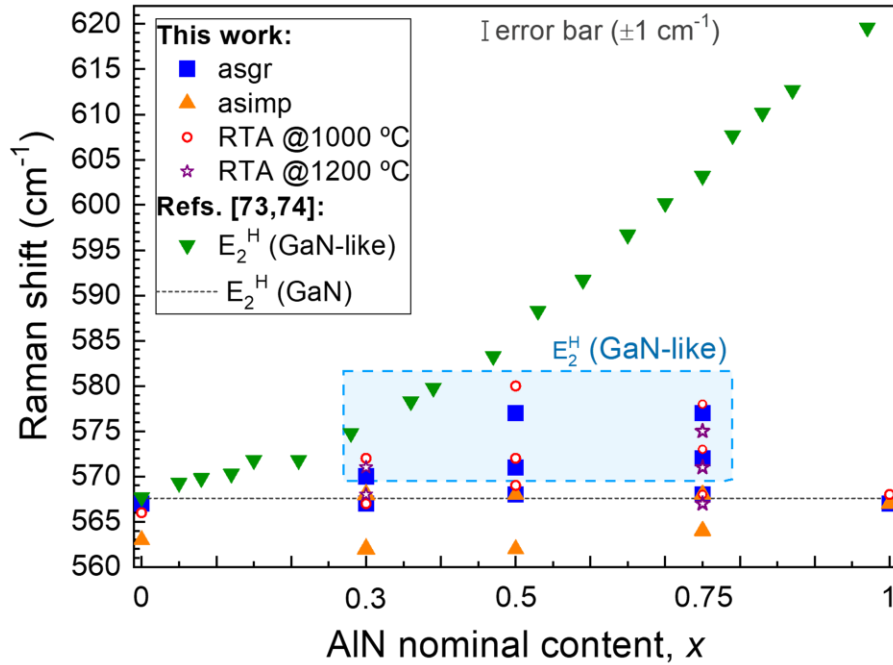 620
615
610
605
600
595
590
585
580
575
570
565
560
Raman shift (cm⁻¹)
This work:
asgr
asimp
RTA @1000 ºC
RTA @1200 ºC
Refs. [73,74]:
E₂ᴴ (GaN-like)
E₂ᴴ (GaN)
error bar (±1 cm⁻¹)
E₂ᴴ (GaN-like)
0 0.3 0.5 0.75 1
AlN nominal content, x